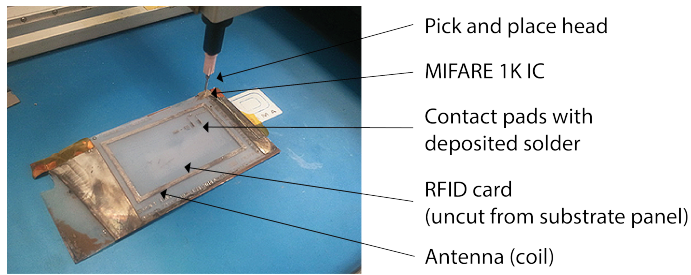 Pick and place head
MIFARE 1K IC
Contact pads with
deposited solder
RFID card
(uncut from substrate panel)
Antenna (coil)